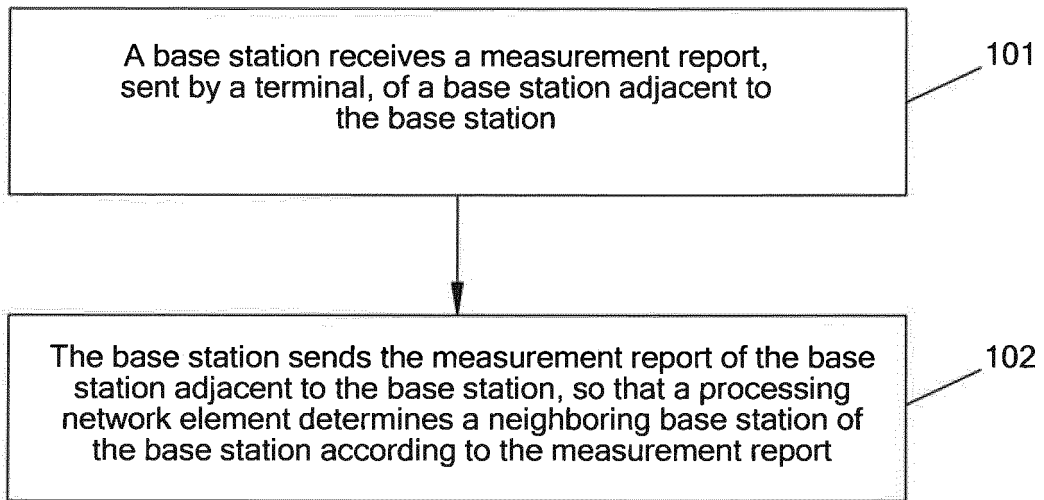 A base station receives a measurement report,
sent by a terminal, of a base station adjacent to
the base station
101
The base station sends the measurement report of the base
station adjacent to the base station, so that a processing
network element determines a neighboring base station of
the base station according to the measurement report
102